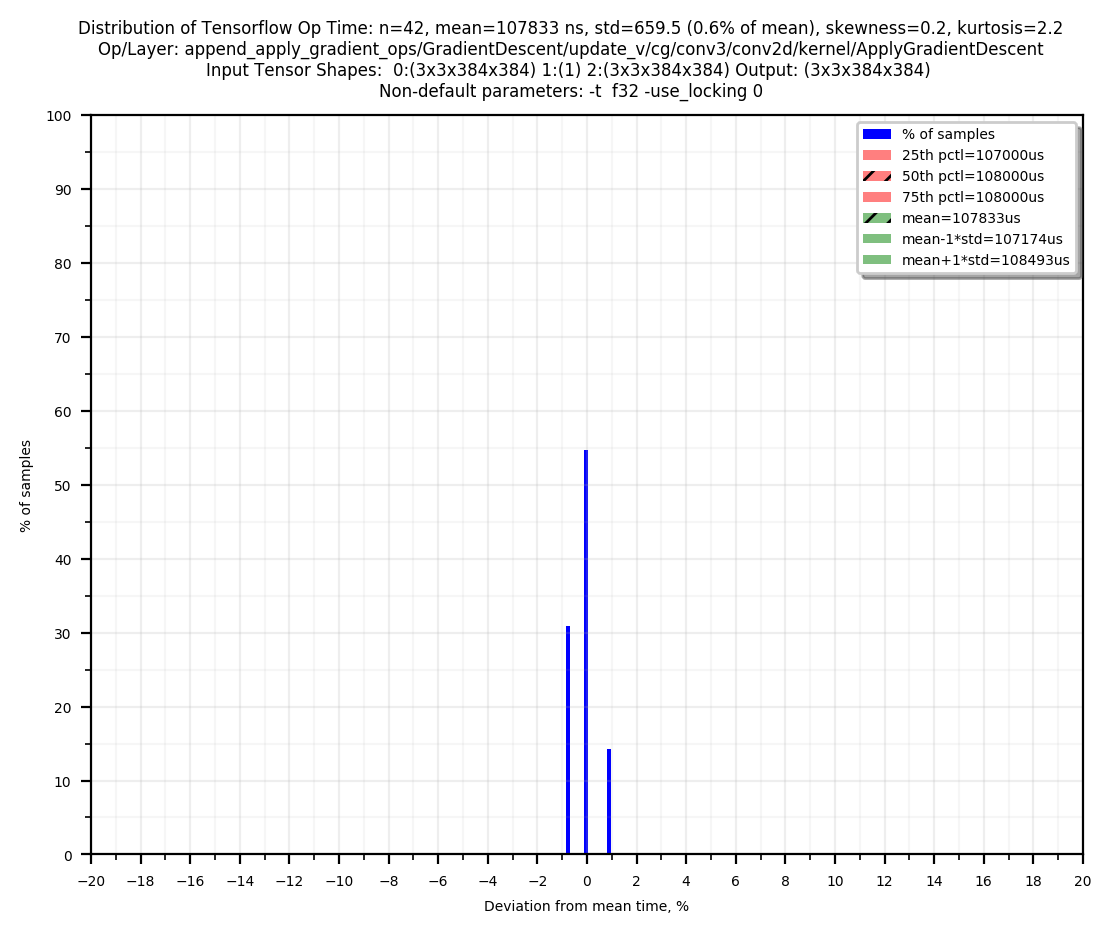 Distribution of Tensorflow Op Time: n=42, mean=107833 ns, std=659.5 (0.6% of mean), skewness=0.2, kurtosis=2.2
Op/Layer: append_apply_gradient_ops/GradientDescent/update_v/cg/conv3/conv2d/kernel/ApplyGradientDescent
Input Tensor Shapes:  0:(3x3x384x384) 1:(1) 2:(3x3x384x384) Output: (3x3x384x384)
Non-default parameters: -t  f32 -use_locking 0
100
90
80
70
60
50
40
30
20
10
0
% of samples
% of samples
25th pctl=107000us
50th pctl=108000us
75th pctl=108000us
mean=107833us
mean-1*std=107174us
mean+1*std=108493us
−20 −18 −16 −14 −12 −10 −8 −6 −4 −2 0 2 4 6 8 10 12 14 16 18 20
Deviation from mean time, %